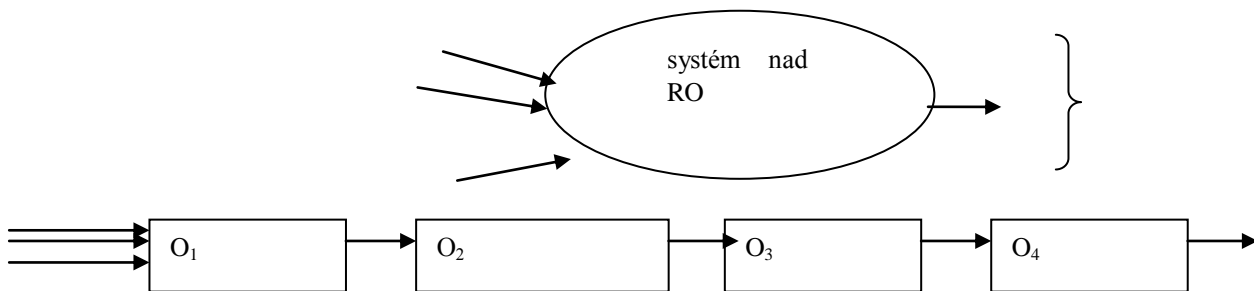 systém nad
RO
O₁
O₂
O₃
O₄